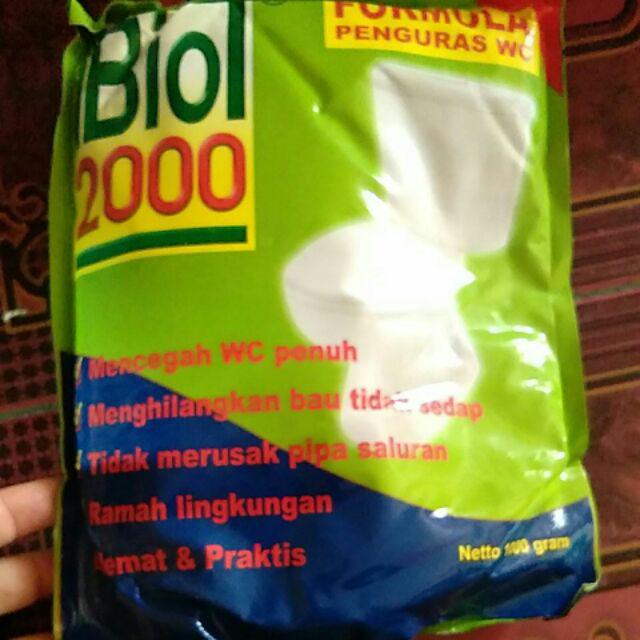 Biol
2000
FORMULA
PENGURAS WC
Mencegah WC penuh
Menghilangkan bau tidak sedap
Tidak merusak pipa saluran
Ramah lingkungan
Hemat & Praktis
Netto gram